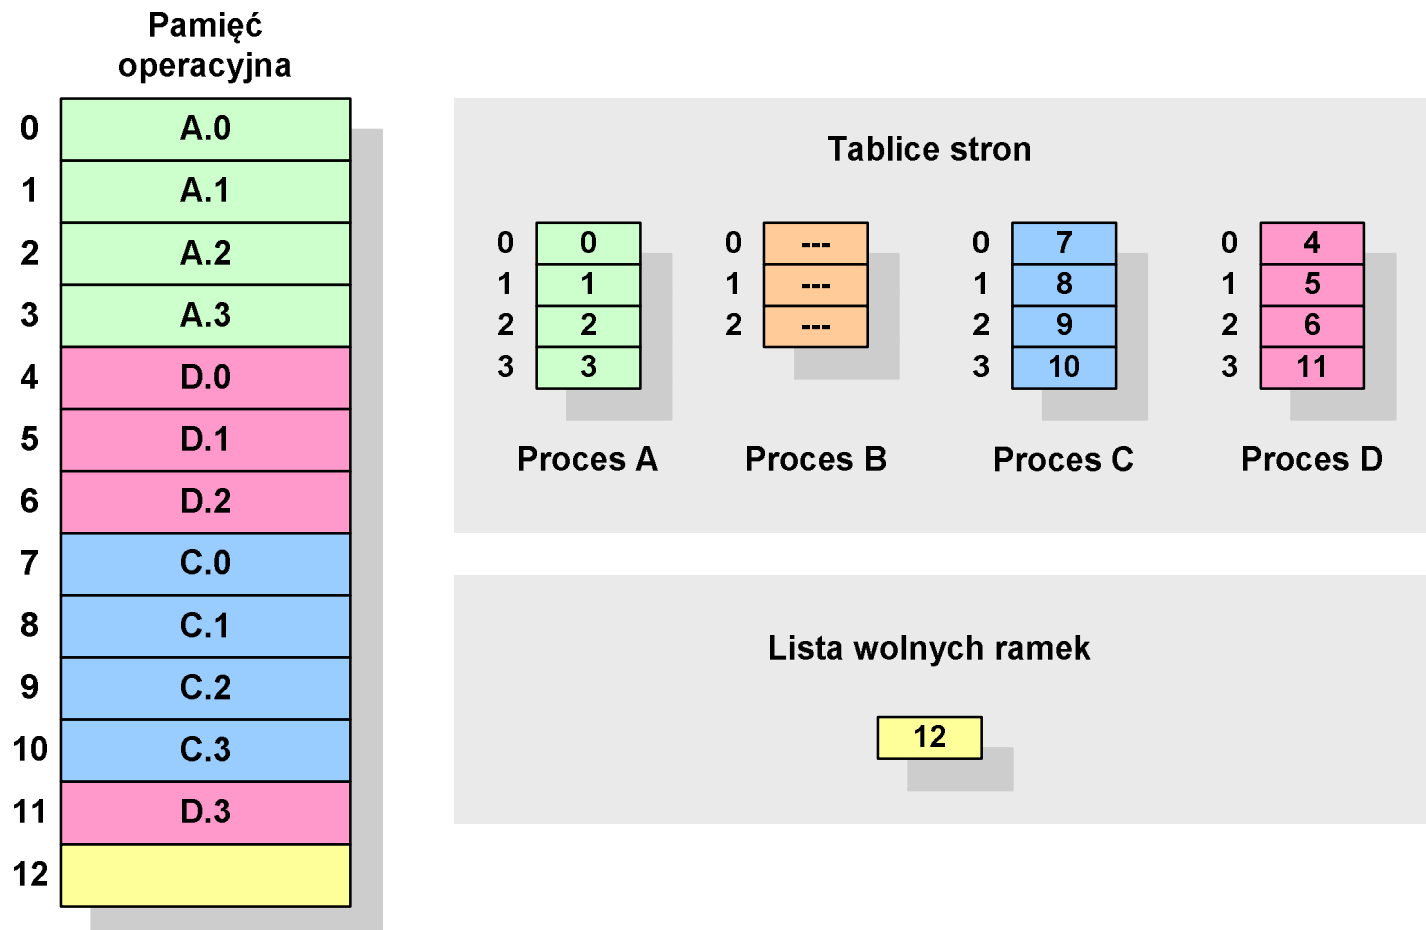 Pamięć
operacyjna
0 A.0
1 A.1
2 A.2
3 A.3
4 D.0
5 D.1
6 D.2
7 C.0
8 C.1
9 C.2
10 C.3
11 D.3
12
Tablice stron
0 0 0 --- 0 7 0 4
1 1 1 --- 1 8 1 5
2 2 2 --- 2 9 2 6
3 3 3 10 3 11
Proces A Proces B Proces C Proces D
Lista wolnych ramek
12